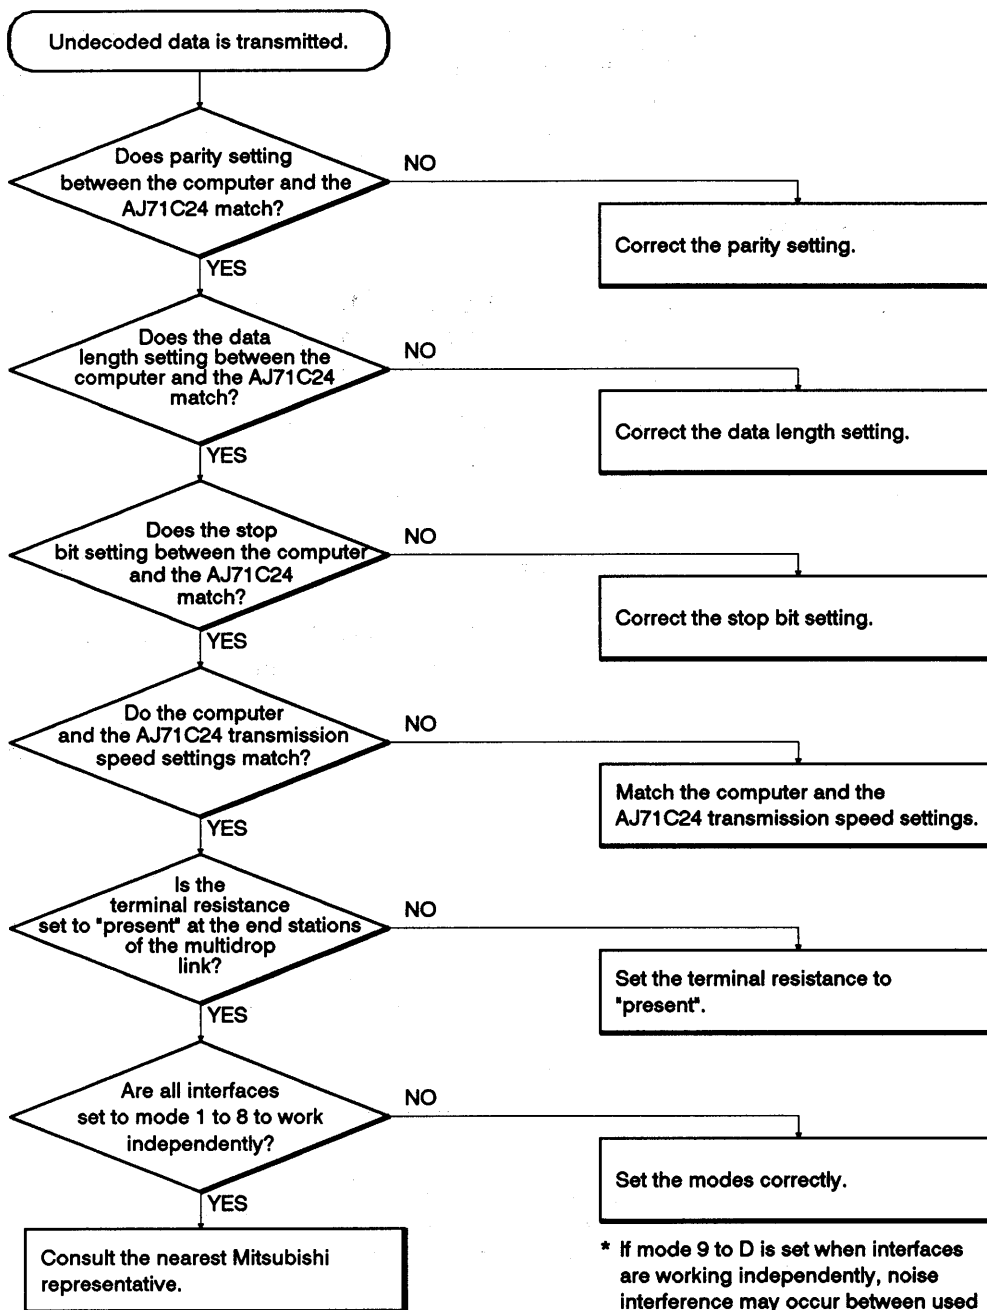 Undecoded data is transmitted.
Does parity setting
between the computer and the
AJ71C24 match?
NO
Correct the parity setting.
YES
Does the data
length setting between the
computer and the AJ71C24
match?
NO
Correct the data length setting.
YES
Does the stop
bit setting between the computer
and the AJ71C24
match?
NO
Correct the stop bit setting.
YES
Do the computer
and the AJ71C24 transmission
speed settings match?
NO
Match the computer and the
AJ71C24 transmission speed settings.
YES
Is the
terminal resistance
set to "present" at the end stations
of the multidrop
link?
NO
Set the terminal resistance to
"present".
YES
Are all interfaces
set to mode 1 to 8 to work
independently?
NO
Set the modes correctly.
YES
Consult the nearest Mitsubishi
representative.
* If mode 9 to D is set when interfaces
are working independently, noise
interference may occur between used